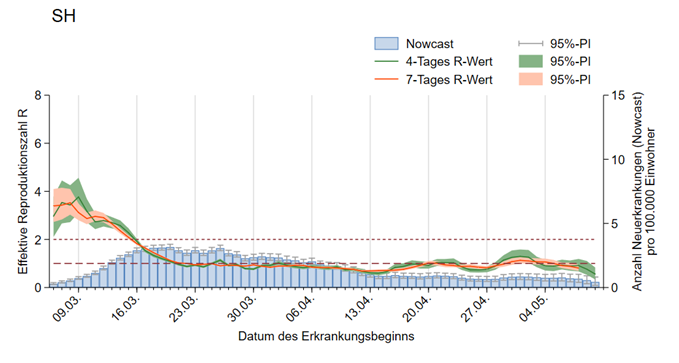 SH
Nowcast
95%-PI
4-Tages R-Wert
95%-PI
7-Tages R-Wert
95%-PI
Effektive Reproduktionszahl R
8
6
4
2
0
15
10
5
0
Anzahl Neuerkrankungen (Nowcast)
pro 100.000 Einwohner
09.03.
16.03.
23.03.
30.03.
06.04.
13.04.
20.04.
27.04.
04.05.
Datum des Erkrankungsbeginns